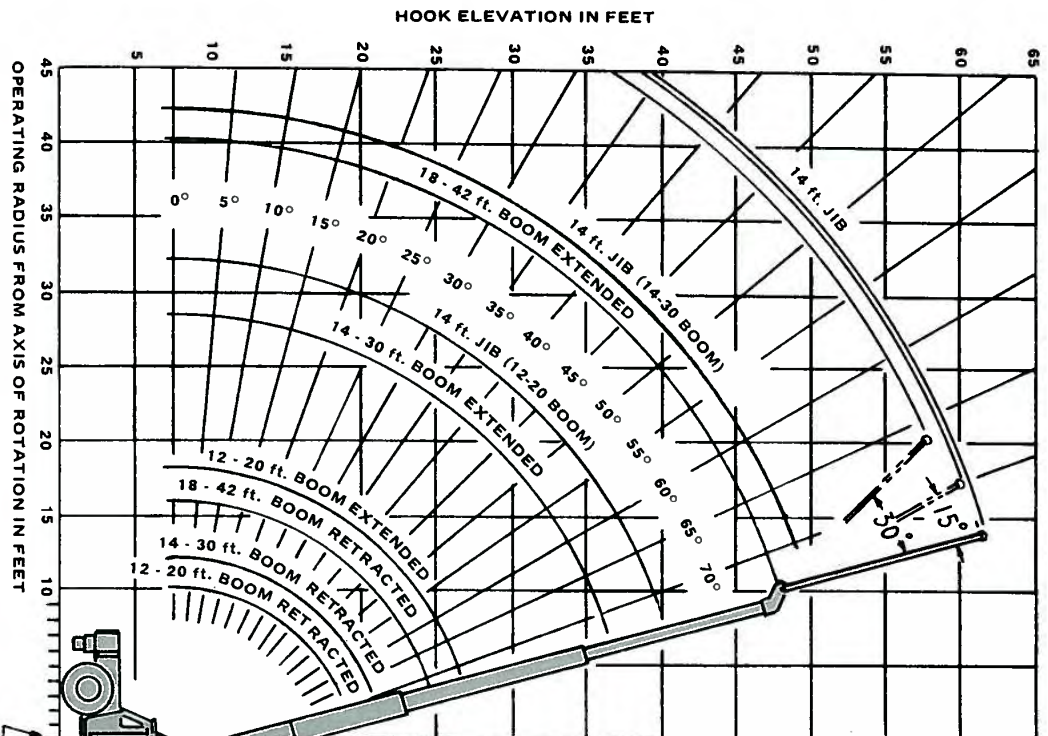 HOOK ELEVATION IN FEET
5 10 15 20 25 30 35 40 45 50 55 60 65
OPERATING RADIUS FROM AXIS OF ROTATION IN FEET
45
40
35
30
25
20
15
10
0° 5° 10° 15° 20° 25° 30° 35° 40° 45° 50° 55° 60° 65° 70°
14 ft. JIB
18 - 42 ft. BOOM EXTENDED
14 ft. JIB (14-30 BOOM)
14 ft. JIB (12-20 BOOM)
14 - 30 ft. BOOM EXTENDED
12 - 20 ft. BOOM EXTENDED
18 - 42 ft. BOOM RETRACTED
14 - 30 ft. BOOM RETRACTED
12 - 20 ft. BOOM RETRACTED
30°
15°